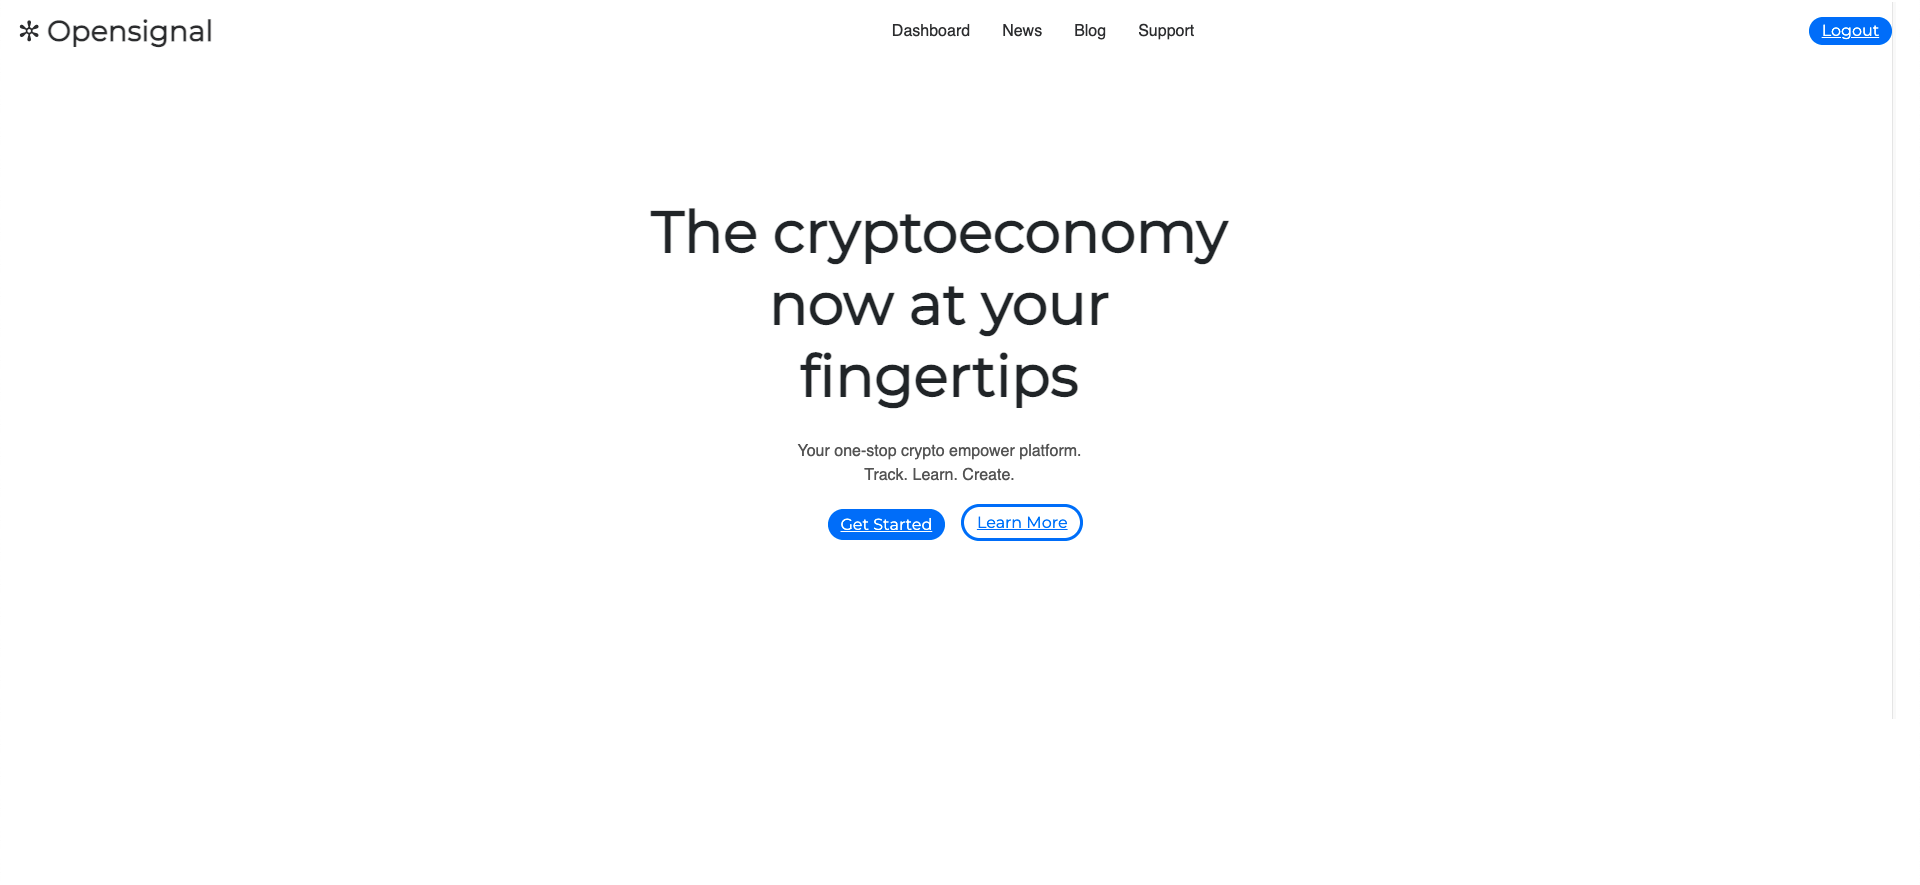 Opensignal
Dashboard News Blog Support
Logout
The cryptoeconomy
now at your
fingertips
Your one-stop crypto empower platform.
Track. Learn. Create.
Get Started Learn More